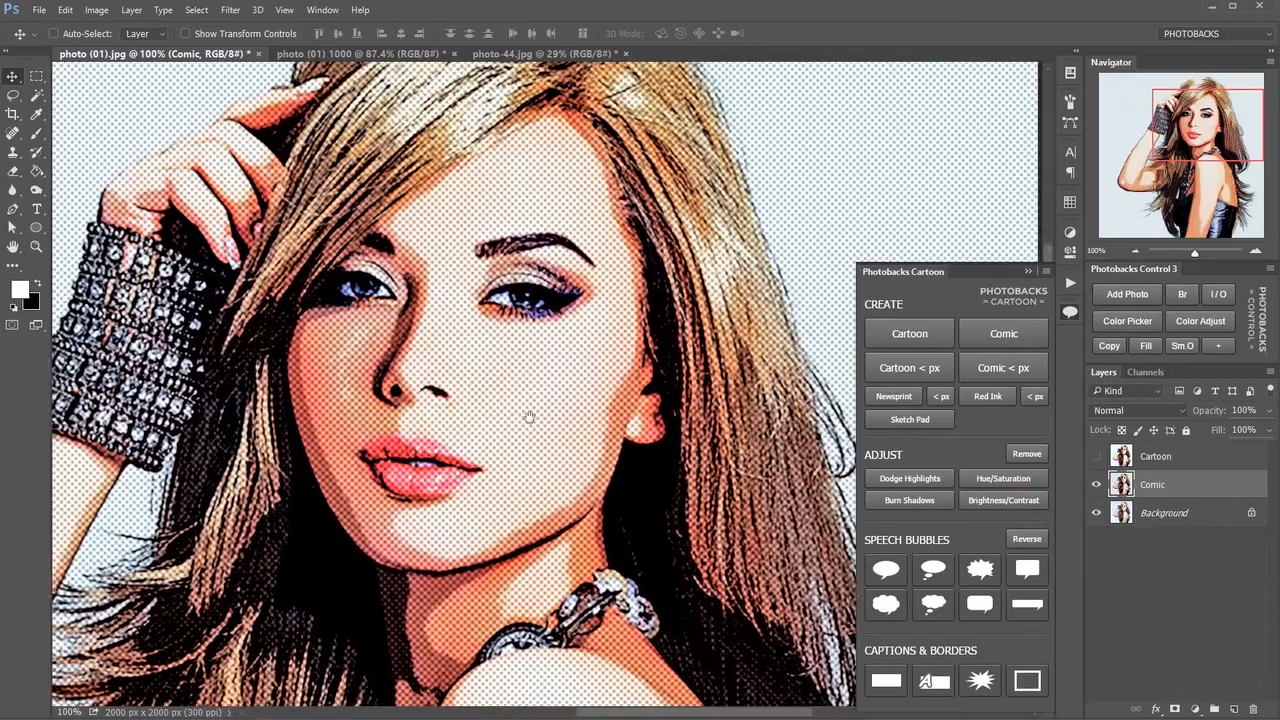 Ps File Edit Image Layer Type Select Filter 3D View Window Help
Auto-Select: Layer Show Transform Controls 3D Mode: PHOTOBACKS
photo (01).jpg @ 100% (Comic, RGB/8#) * × photo (01) 1000 @ 87.4% (RGB/8#) * × photo-44.jpg @ 29% (RGB/8#) * ×
Navigator
100%
Photobacks Control 3
Add Photo Br I / O
Color Picker Color Adjust
Copy Fill Sm.O +
PHOTOBACKS
CONTROL
Photobacks Cartoon
PHOTOBACKS
CARTOON
CREATE
Cartoon Comic
Cartoon < px Comic < px
Newsprint < px Red Ink < px
Sketch Pad
ADJUST Remove
Dodge Highlights Hue/Saturation
Burn Shadows Brightness/Contrast
SPEECH BUBBLES Reverse
CAPTIONS & BORDERS
Layers Channels
Kind
Normal Opacity: 100%
Lock: Fill: 100%
Cartoon
Comic
Background
100% 2000 px x 2000 px (300 ppi)